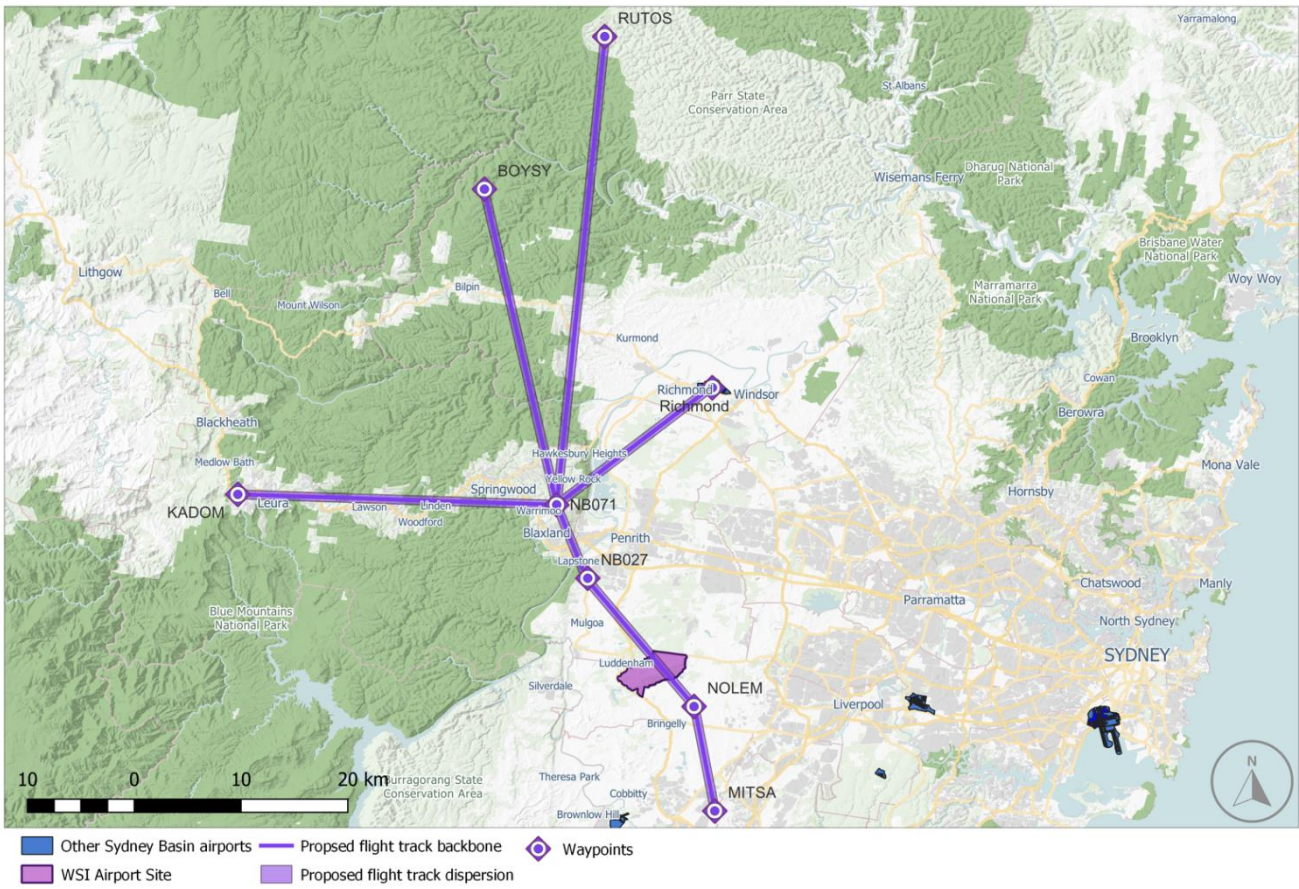 RUTOS
Yarramalong
St Albans
Parr State
Conservation Area
BOYSY
Dharug National
Park
Wisemans Ferry
Brisbane Water
National Park
Lithgow
Bell
Mount Wilson
Bilpin
Woy Woy
Marramarra
National Park
Kurmond
Brooklyn
Cowan
Richmond
Windsor
Richmond
Berowra
Blackheath
Medlow Bath
Hawkesbury Heights
Mona Vale
Yellow Rock
Springwood
Hornsby
KADOM
Leura
Lawson
Linden
Woodford
Warrimoo
NB071
Blaxland
Penrith
Lapstone
NB027
Chatswood
Manly
Parramatta
Blue Mountains
National Park
Mulgoa
North Sydney
Luddenham
SYDNEY
Silverdale
NOLEM
Liverpool
Bringelly
10 0 10 20 km
Burragorang State
Conservation Area
Theresa Park
Cobbitty
MITSA
Brownlow Hill
N
Other Sydney Basin airports
Propsed flight track backbone
Waypoints
WSI Airport Site
Proposed flight track dispersion